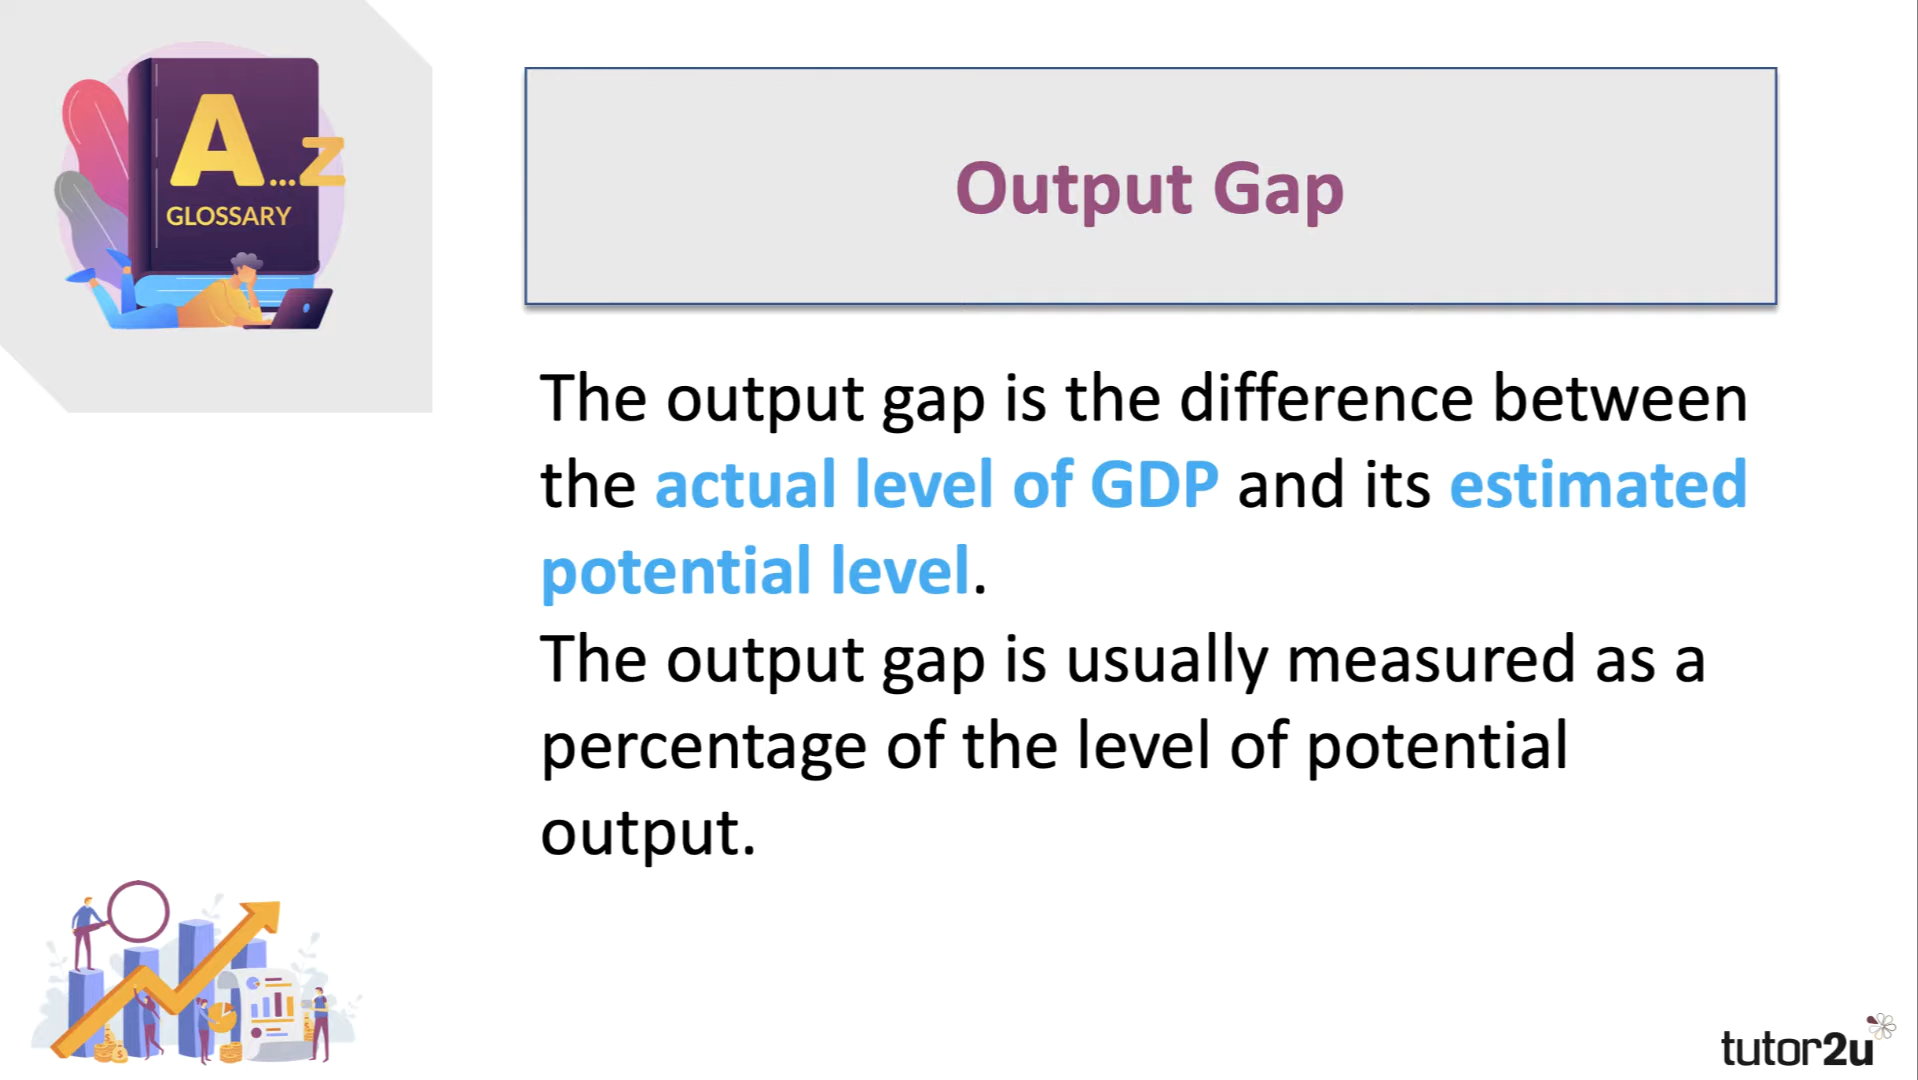 A...Z
GLOSSARY
Output Gap
The output gap is the difference between
the actual level of GDP and its estimated
potential level.
The output gap is usually measured as a
percentage of the level of potential
output.
tutor2u